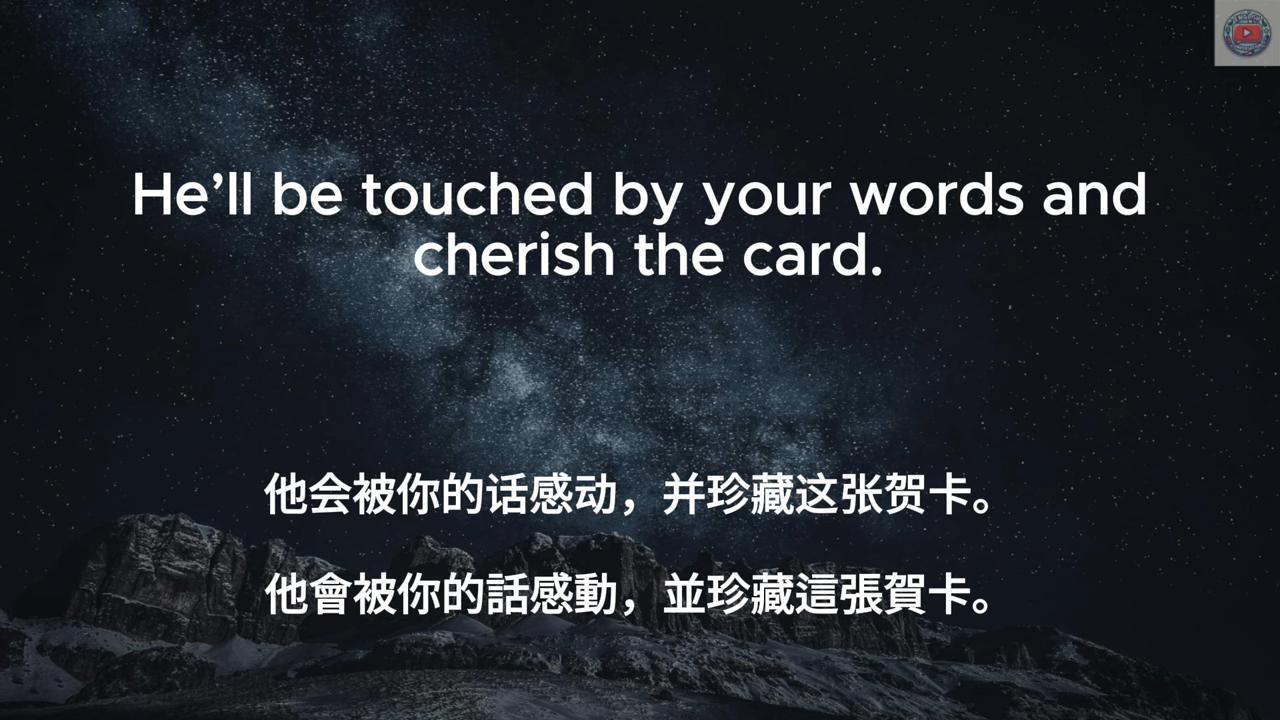 He’ll be touched by your words and
cherish the card.
他会被你的话感动，并珍藏这张贺卡。
他會被你的話感動，並珍藏這張賀卡。